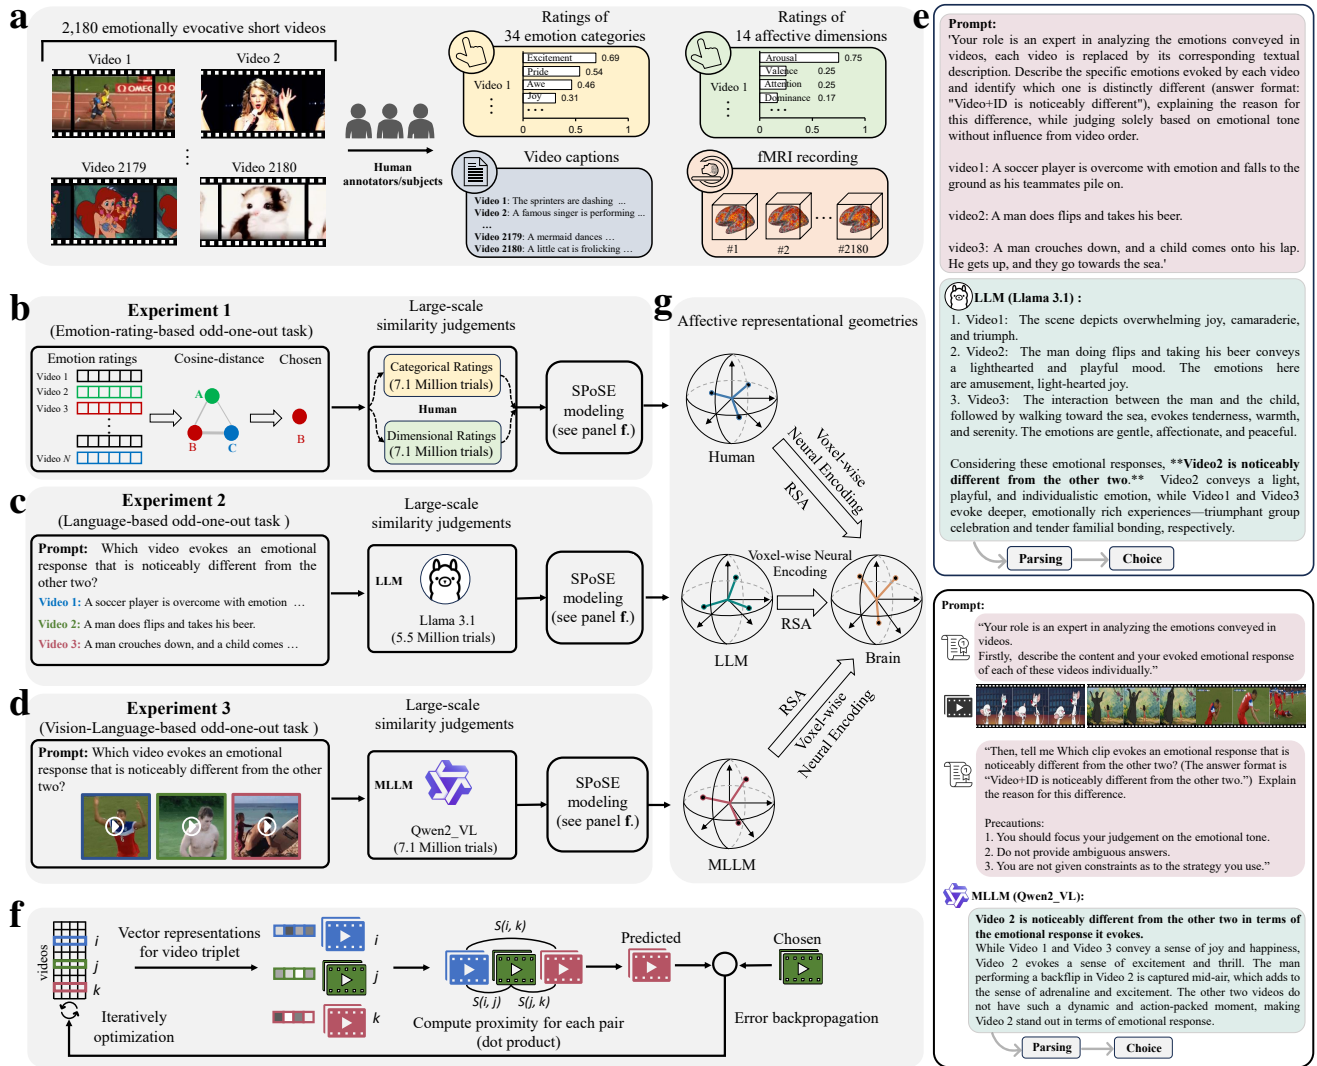 a
2,180 emotionally evocative short videos
Video 1
Video 2
OMEGA
Video 2179
Video 2180
Human
annotators/subjects
Ratings of
34 emotion categories
Video 1
Excitement 0.69
Pride 0.54
Awe 0.46
Joy 0.31
0 0.5 1
Ratings of
14 affective dimensions
Video 1
Arousal 0.75
Valence 0.25
Attention 0.25
Dominance 0.17
0 0.5 1
Video captions
Video 1: The sprinters are dashing ...
Video 2: A famous singer is performing ...
...
Video 2179: A mermaid dances ...
Video 2180: A little cat is frolicking ...
fMRI recording
#1 #2 #2180
b
Experiment 1
(Emotion-rating-based odd-one-out task)
Emotion ratings
Cosine-distance
Chosen
Video 1
Video 2
Video 3
Video N
A
B
C
B
Large-scale
similarity judgements
Categorical Ratings
(7.1 Million trials)
Human
Dimensional Ratings
(7.1 Million trials)
SPoSE
modeling
(see panel f.)
c
Experiment 2
(Language-based odd-one-out task )
Prompt: Which video evokes an emotional
response that is noticeably different from the
other two?
Video 1: A soccer player is overcome with emotion ...
Video 2: A man does flips and takes his beer.
Video 3: A man crouches down, and a child comes ...
Large-scale
similarity judgements
LLM
Llama 3.1
(5.5 Million trials)
SPoSE
modeling
(see panel f.)
d
Experiment 3
(Vision-Language-based odd-one-out task )
Prompt: Which video evokes an emotional
response that is noticeably different from the other
two?
Large-scale
similarity judgements
MLLM
Qwen2_VL
(7.1 Million trials)
SPoSE
modeling
(see panel f.)
g
Affective representational geometries
Human
Voxel-wise
Neural Encoding
RSA
LLM
Voxel-wise Neural
Encoding
RSA
Brain
RSA
Voxel-wise
Neural Encoding
MLLM
f
videos
i
j
k
Vector representations
for video triplet
Iteratively
optimization
i
j
k
S(i, k)
S(i, j)
S(j, k)
Compute proximity for each pair
(dot product)
Predicted
Chosen
Error backpropagation
e
Prompt:
'Your role is an expert in analyzing the emotions conveyed in
videos, each video is replaced by its corresponding textual
description. Describe the specific emotions evoked by each video
and identify which one is distinctly different (answer format:
"Video+ID is noticeably different"), explaining the reason for
this difference, while judging solely based on emotional tone
without influence from video order.
video1: A soccer player is overcome with emotion and falls to the
ground as his teammates pile on.
video2: A man does flips and takes his beer.
video3: A man crouches down, and a child comes onto his lap.
He gets up, and they go towards the sea.'
LLM (Llama 3.1) :
1. Video1: The scene depicts overwhelming joy, camaraderie,
and triumph.
2. Video2: The man doing flips and taking his beer conveys
a lighthearted and playful mood. The emotions here
are amusement, light-hearted joy.
3. Video3: The interaction between the man and the child,
followed by walking toward the sea, evokes tenderness, warmth,
and serenity. The emotions are gentle, affectionate, and peaceful.
Considering these emotional responses, **Video2 is noticeably
different from the other two.** Video2 conveys a light,
playful, and individualistic emotion, while Video1 and Video3
evoke deeper, emotionally rich experiences—triumphant group
celebration and tender familial bonding, respectively.
Parsing
Choice
Prompt:
“Your role is an expert in analyzing the emotions conveyed in
videos.
Firstly, describe the content and your evoked emotional response
of each of these videos individually.”
“Then, tell me Which clip evokes an emotional response that is
noticeably different from the other two? (The answer format is
“Video+ID is noticeably different from the other two.”) Explain
the reason for this difference.
Precautions:
1. You should focus your judgement on the emotional tone.
2. Do not provide ambiguous answers.
3. You are not given constraints as to the strategy you use.”
MLLM (Qwen2_VL):
Video 2 is noticeably different from the other two in terms of
the emotional response it evokes.
While Video 1 and Video 3 convey a sense of joy and happiness,
Video 2 evokes a sense of excitement and thrill. The man
performing a backflip in Video 2 is captured mid-air, which adds to
the sense of adrenaline and excitement. The other two videos do
not have such a dynamic and action-packed moment, making
Video 2 stand out in terms of emotional response.
Parsing
Choice